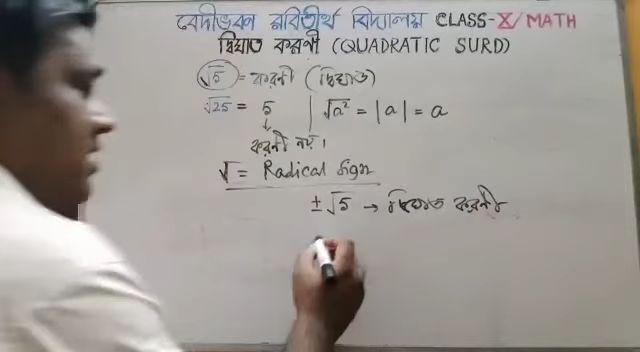 বেদীভবন রবিতীর্থ বিদ্যালয় CLASS-X/MATH
দ্বিঘাত করণী (QUADRATIC SURD)
√5 = করণী (দ্বিঘাত)
√25 = 5 | √a² = |a| = a
↓
করণী নয়।
√ = Radical Sign
± √5 → দ্বিঘাত করণী